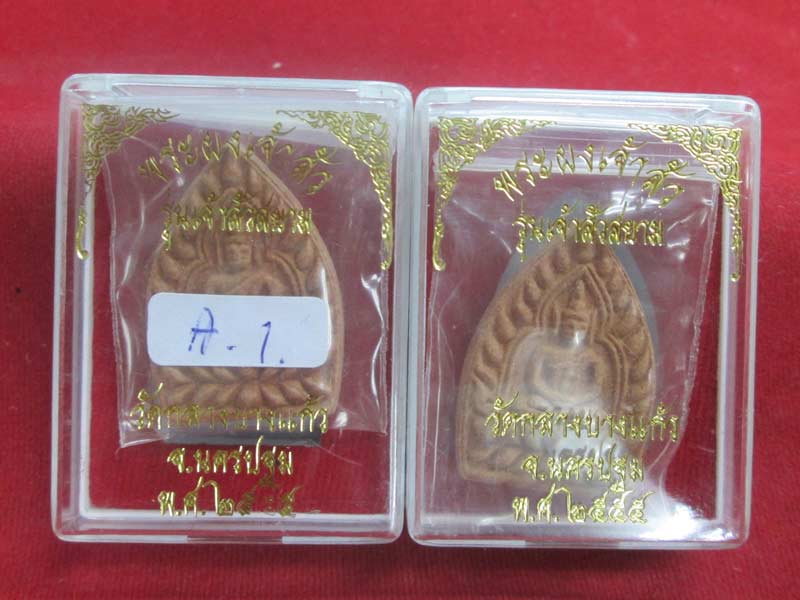 พระผงเจ้าสัว
รุ่นเจ้าสัวสยาม
A-1.
วัดกลางบางแก้ว
จ.นครปฐม
พ.ศ.๒๕๕๕
พระผงเจ้าสัว
รุ่นเจ้าสัวสยาม
วัดกลางบางแก้ว
จ.นครปฐม
พ.ศ.๒๕๕๕